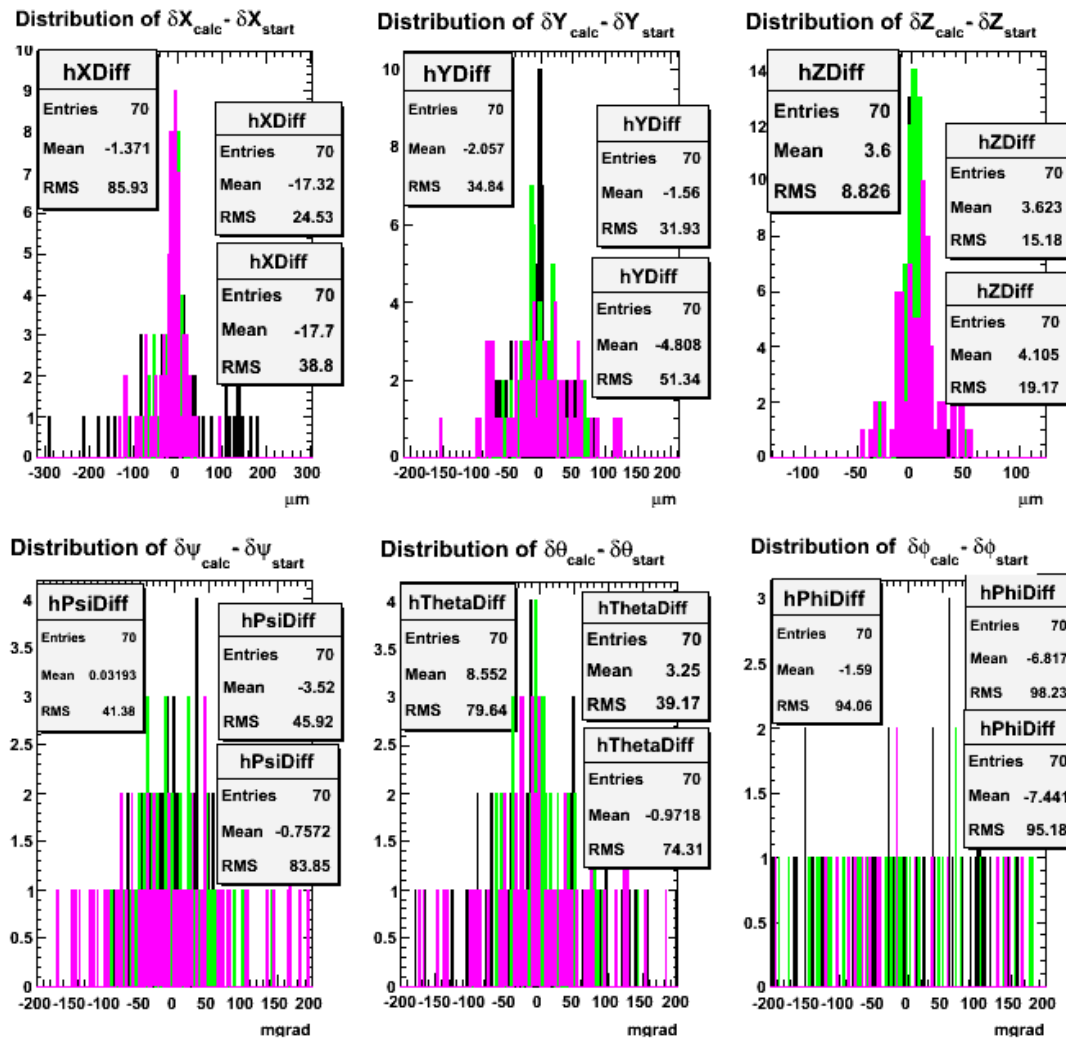 Distribution of δX_calc - δX_start
10
9
8
7
6
5
4
3
2
1
0
hXDiff
Entries 70
Mean -1.371
RMS 85.93
hXDiff
Entries 70
Mean -17.32
RMS 24.53
hXDiff
Entries 70
Mean -17.7
RMS 38.8
-300 -200 -100 0 100 200 300
μm
Distribution of δY_calc - δY_start
10
8
6
4
2
0
hYDiff
Entries 70
Mean -2.057
RMS 34.84
hYDiff
Entries 70
Mean -1.56
RMS 31.93
hYDiff
Entries 70
Mean -4.808
RMS 51.34
-200 -150 -100 -50 0 50 100 150 200
μm
Distribution of δZ_calc - δZ_start
14
12
10
8
6
4
2
0
hZDiff
Entries 70
Mean 3.6
RMS 8.826
hZDiff
Entries 70
Mean 3.623
RMS 15.18
hZDiff
Entries 70
Mean 4.105
RMS 19.17
-100 -50 0 50 100
μm
Distribution of δψ_calc - δψ_start
4
3.5
3
2.5
2
1.5
1
0.5
0
hPsiDiff
Entries 70
Mean 0.03193
RMS 41.38
hPsiDiff
Entries 70
Mean -3.52
RMS 45.92
hPsiDiff
Entries 70
Mean -0.7572
RMS 83.85
-200 -150 -100 -50 0 50 100 150 200
mgrad
Distribution of δθ_calc - δθ_start
4
3.5
3
2.5
2
1.5
1
0.5
0
hThetaDiff
Entries 70
Mean 8.552
RMS 79.64
hThetaDiff
Entries 70
Mean 3.25
RMS 39.17
hThetaDiff
Entries 70
Mean -0.9718
RMS 74.31
-200 -150 -100 -50 0 50 100 150 200
mgrad
Distribution of δϕ_calc - δϕ_start
3
2.5
2
1.5
1
0.5
0
hPhiDiff
Entries 70
Mean -1.59
RMS 94.06
hPhiDiff
Entries 70
Mean -6.817
RMS 98.23
hPhiDiff
Entries 70
Mean -7.441
RMS 95.18
-200 -150 -100 -50 0 50 100 150 200
mgrad